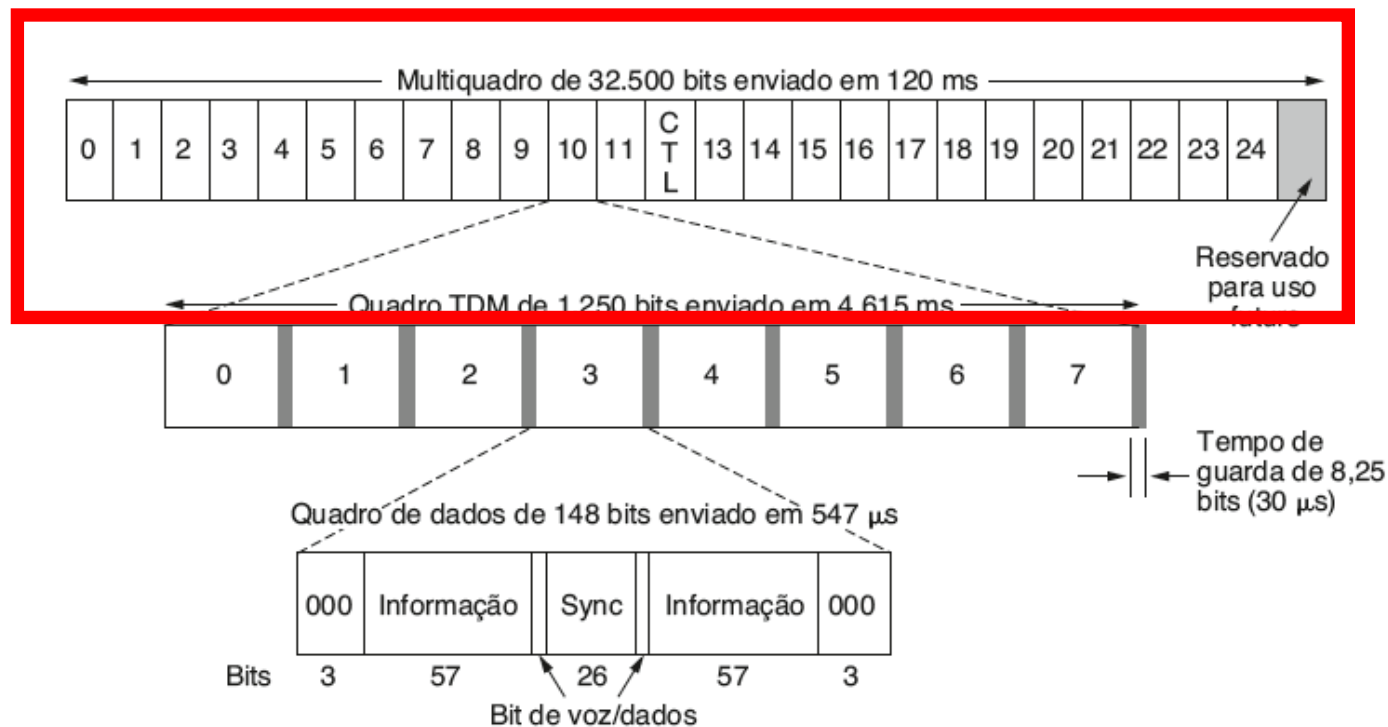 Multiquadro de 32.500 bits enviado em 120 ms
0 1 2 3 4 5 6 7 8 9 10 11 CTL 13 14 15 16 17 18 19 20 21 22 23 24
Reservado
para uso
futuro
Quadro TDM de 1.250 bits enviado em 4.615 ms
0 1 2 3 4 5 6 7
Tempo de
guarda de 8,25
bits (30 μs)
Quadro de dados de 148 bits enviado em 547 μs
000 Informação Sync Informação 000
Bits 3 57 26 57 3
Bit de voz/dados